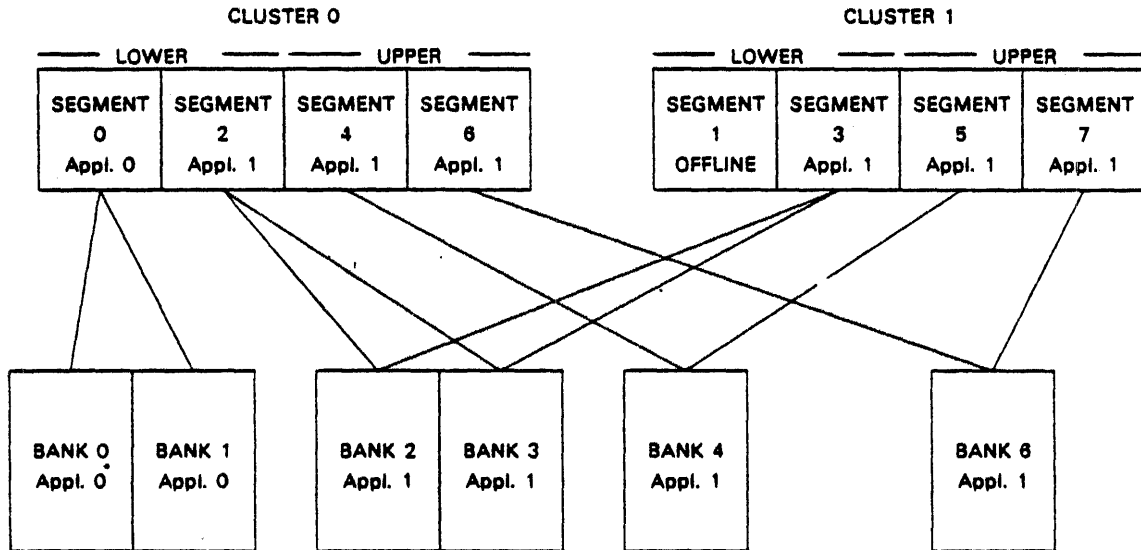 CLUSTER 0
CLUSTER 1
LOWER
UPPER
LOWER
UPPER
SEGMENT
0
Appl. 0
SEGMENT
2
Appl. 1
SEGMENT
4
Appl. 1
SEGMENT
6
Appl. 1
SEGMENT
1
OFFLINE
SEGMENT
3
Appl. 1
SEGMENT
5
Appl. 1
SEGMENT
7
Appl. 1
BANK 0
Appl. 0
BANK 1
Appl. 0
BANK 2
Appl. 1
BANK 3
Appl. 1
BANK 4
Appl. 1
BANK 6
Appl. 1